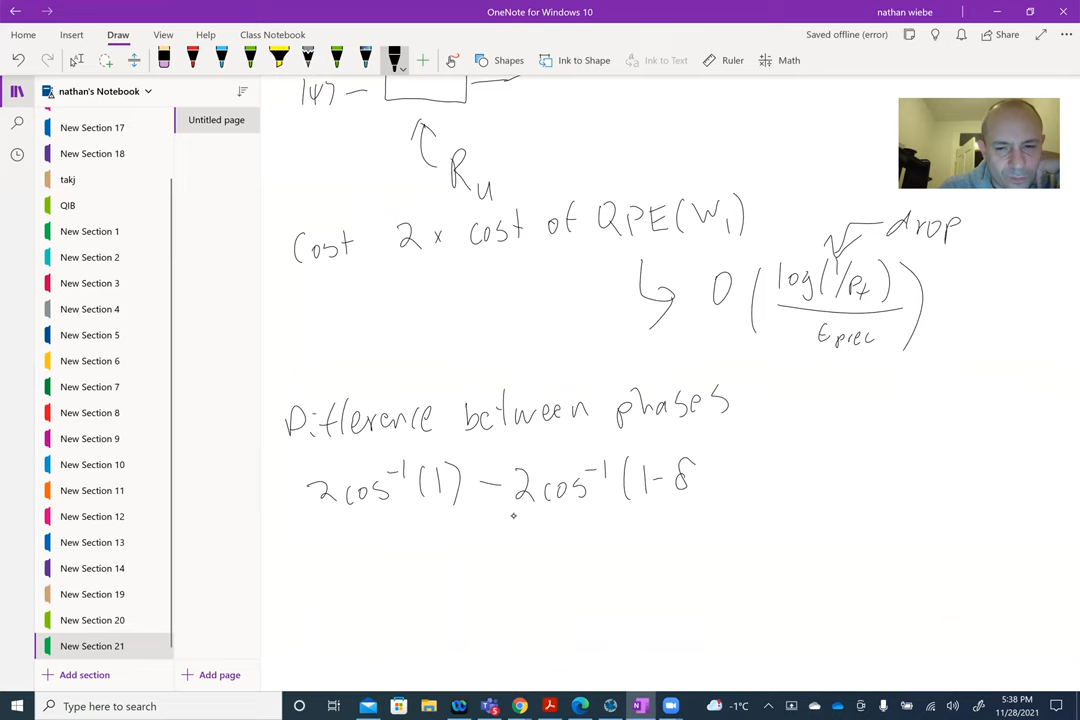 OneNote for Windows 10
nathan wiebe
Home Insert Draw View Help Class Notebook
Saved offline (error) Share
Shapes Ink to Shape Ink to Text Ruler Math
nathan's Notebook
New Section 17
New Section 18
takj
QIB
New Section 1
New Section 2
New Section 3
New Section 4
New Section 5
New Section 6
New Section 7
New Section 8
New Section 9
New Section 10
New Section 11
New Section 12
New Section 13
New Section 14
New Section 19
New Section 20
New Section 21
Add section
Add page
Untitled page
|ψ⟩ —
R_U
Cost 2 x cost of QPE(W_1)
√ drop
O( log(1/P_f) / ε_prec )
Difference between phases
2cos⁻¹(1) - 2cos⁻¹(1-δ
Type here to search
-1°C
5:38 PM
11/28/2021